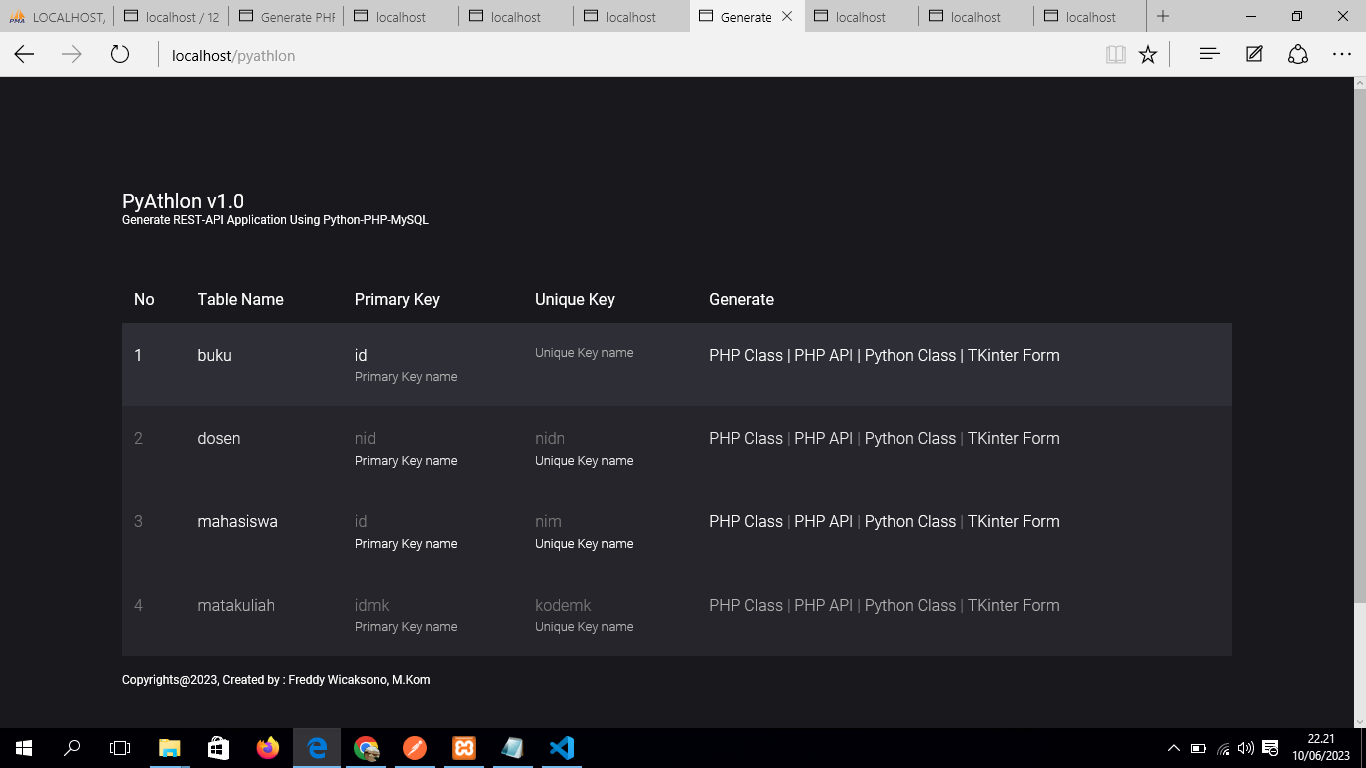 LOCALHOST,
localhost / 12
Generate PHP
localhost
localhost
localhost
Generate
localhost
localhost
localhost
localhost/pyathlon
PyAthlon v1.0
Generate REST-API Application Using Python-PHP-MySQL
No Table Name Primary Key Unique Key Generate
1 buku id PHP Class | PHP API | Python Class | TKinter Form
Primary Key name Unique Key name
2 dosen nid nidn PHP Class | PHP API | Python Class | TKinter Form
Primary Key name Unique Key name
3 mahasiswa id nim PHP Class | PHP API | Python Class | TKinter Form
Primary Key name Unique Key name
4 matakuliah idmk kodemk PHP Class | PHP API | Python Class | TKinter Form
Primary Key name Unique Key name
Copyrights@2023, Created by : Freddy Wicaksono, M.Kom
22.21
10/06/2023